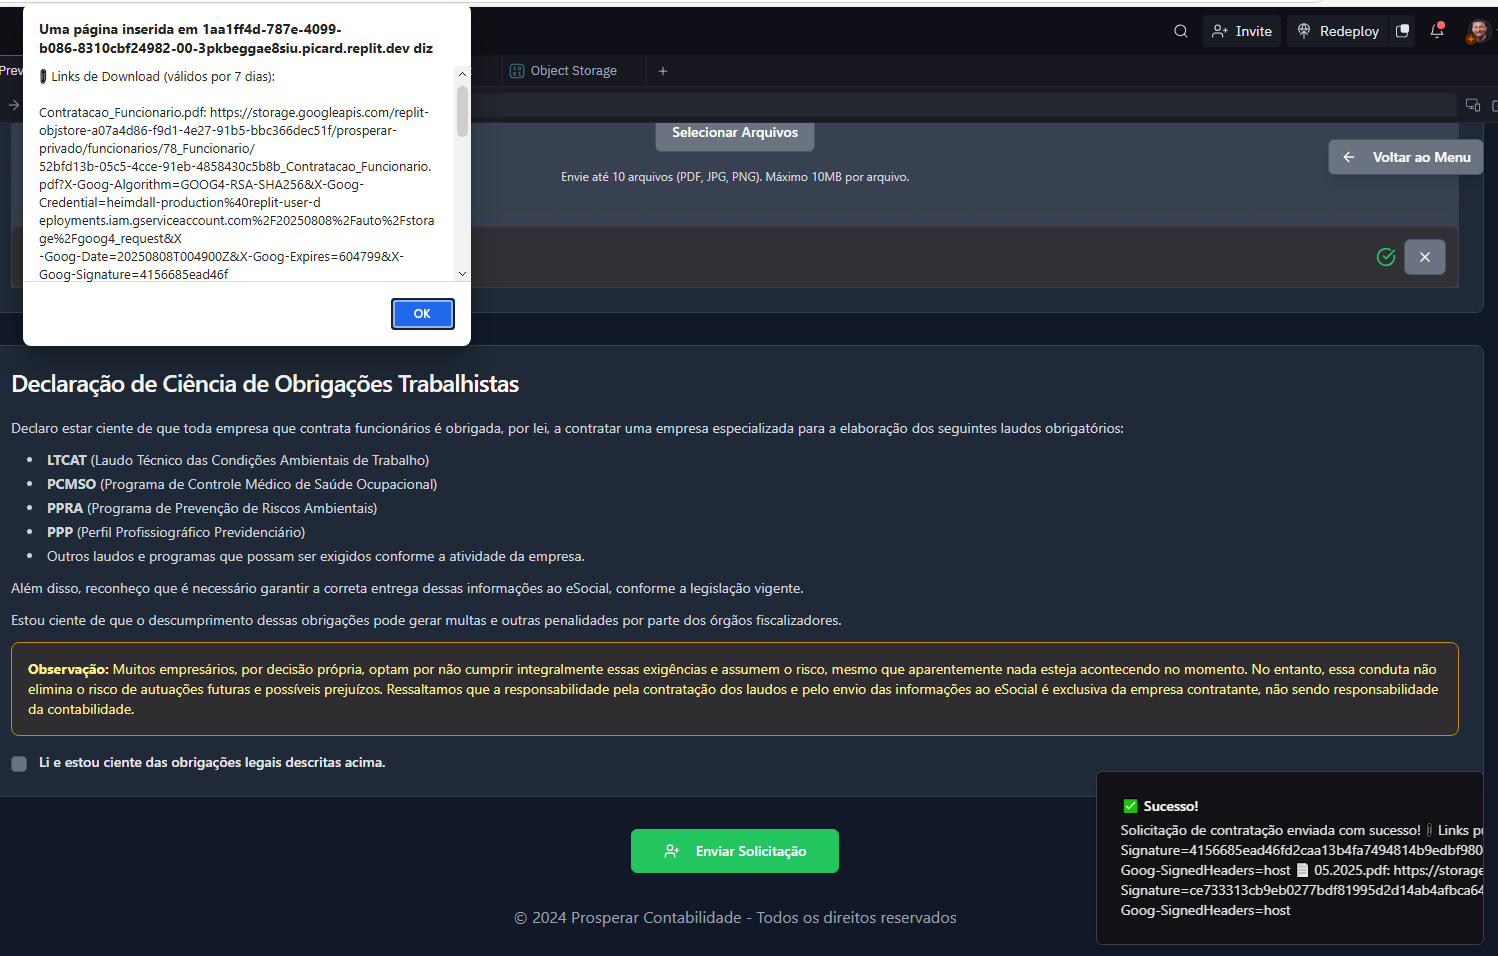 Uma página inserida em 1aa1ff4d-787e-4099-
b086-8310cbf24982-00-3pkbeggae8siu.picard.replit.dev diz
Links de Download (válidos por 7 dias):
Contratacao_Funcionario.pdf: https://storage.googleapis.com/replit-
objstore-a07a4d86-f9d1-4e27-91b5-bbc366dec51f/prosperar-
privado/funcionarios/78_Funcionario/
52bfd13b-05c5-4cce-91eb-4858430c5b8b_Contratacao_Funcionario.
pdf?X-Goog-Algorithm=GOOG4-RSA-SHA256&X-Goog-
Credential=heimdall-production%40replit-user-d
eployments.iam.gserviceaccount.com%2F20250808%2Fauto%2Fstora
ge%2Fgoog4_request&X
-Goog-Date=20250808T004900Z&X-Goog-Expires=604799&X-
Goog-Signature=4156685ead46f
OK
Invite
Redeploy
Prev
Object Storage
Selecionar Arquivos
Voltar ao Menu
Envie até 10 arquivos (PDF, JPG, PNG). Máximo 10MB por arquivo.
Declaração de Ciência de Obrigações Trabalhistas
Declaro estar ciente de que toda empresa que contrata funcionários é obrigada, por lei, a contratar uma empresa especializada para a elaboração dos seguintes laudos obrigatórios:
• LTCAT (Laudo Técnico das Condições Ambientais de Trabalho)
• PCMSO (Programa de Controle Médico de Saúde Ocupacional)
• PPRA (Programa de Prevenção de Riscos Ambientais)
• PPP (Perfil Profissiográfico Previdenciário)
• Outros laudos e programas que possam ser exigidos conforme a atividade da empresa.
Além disso, reconheço que é necessário garantir a correta entrega dessas informações ao eSocial, conforme a legislação vigente.
Estou ciente de que o descumprimento dessas obrigações pode gerar multas e outras penalidades por parte dos órgãos fiscalizadores.
Observação: Muitos empresários, por decisão própria, optam por não cumprir integralmente essas exigências e assumem o risco, mesmo que aparentemente nada esteja acontecendo no momento. No entanto, essa conduta não
elimina o risco de autuações futuras e possíveis prejuízos. Ressaltamos que a responsabilidade pela contratação dos laudos e pelo envio das informações ao eSocial é exclusiva da empresa contratante, não sendo responsabilidade
da contabilidade.
Li e estou ciente das obrigações legais descritas acima.
Enviar Solicitação
✅ Sucesso!
Solicitação de contratação enviada com sucesso! Links
Signature=4156685ead46fd2caa13b4fa7494814b9edbf980
Goog-SignedHeaders=host 📄 05.2025.pdf: https://storage
Signature=ce733313cb9eb0277bdf81995d2d14ab4afbca64
Goog-SignedHeaders=host
© 2024 Prosperar Contabilidade - Todos os direitos reservados